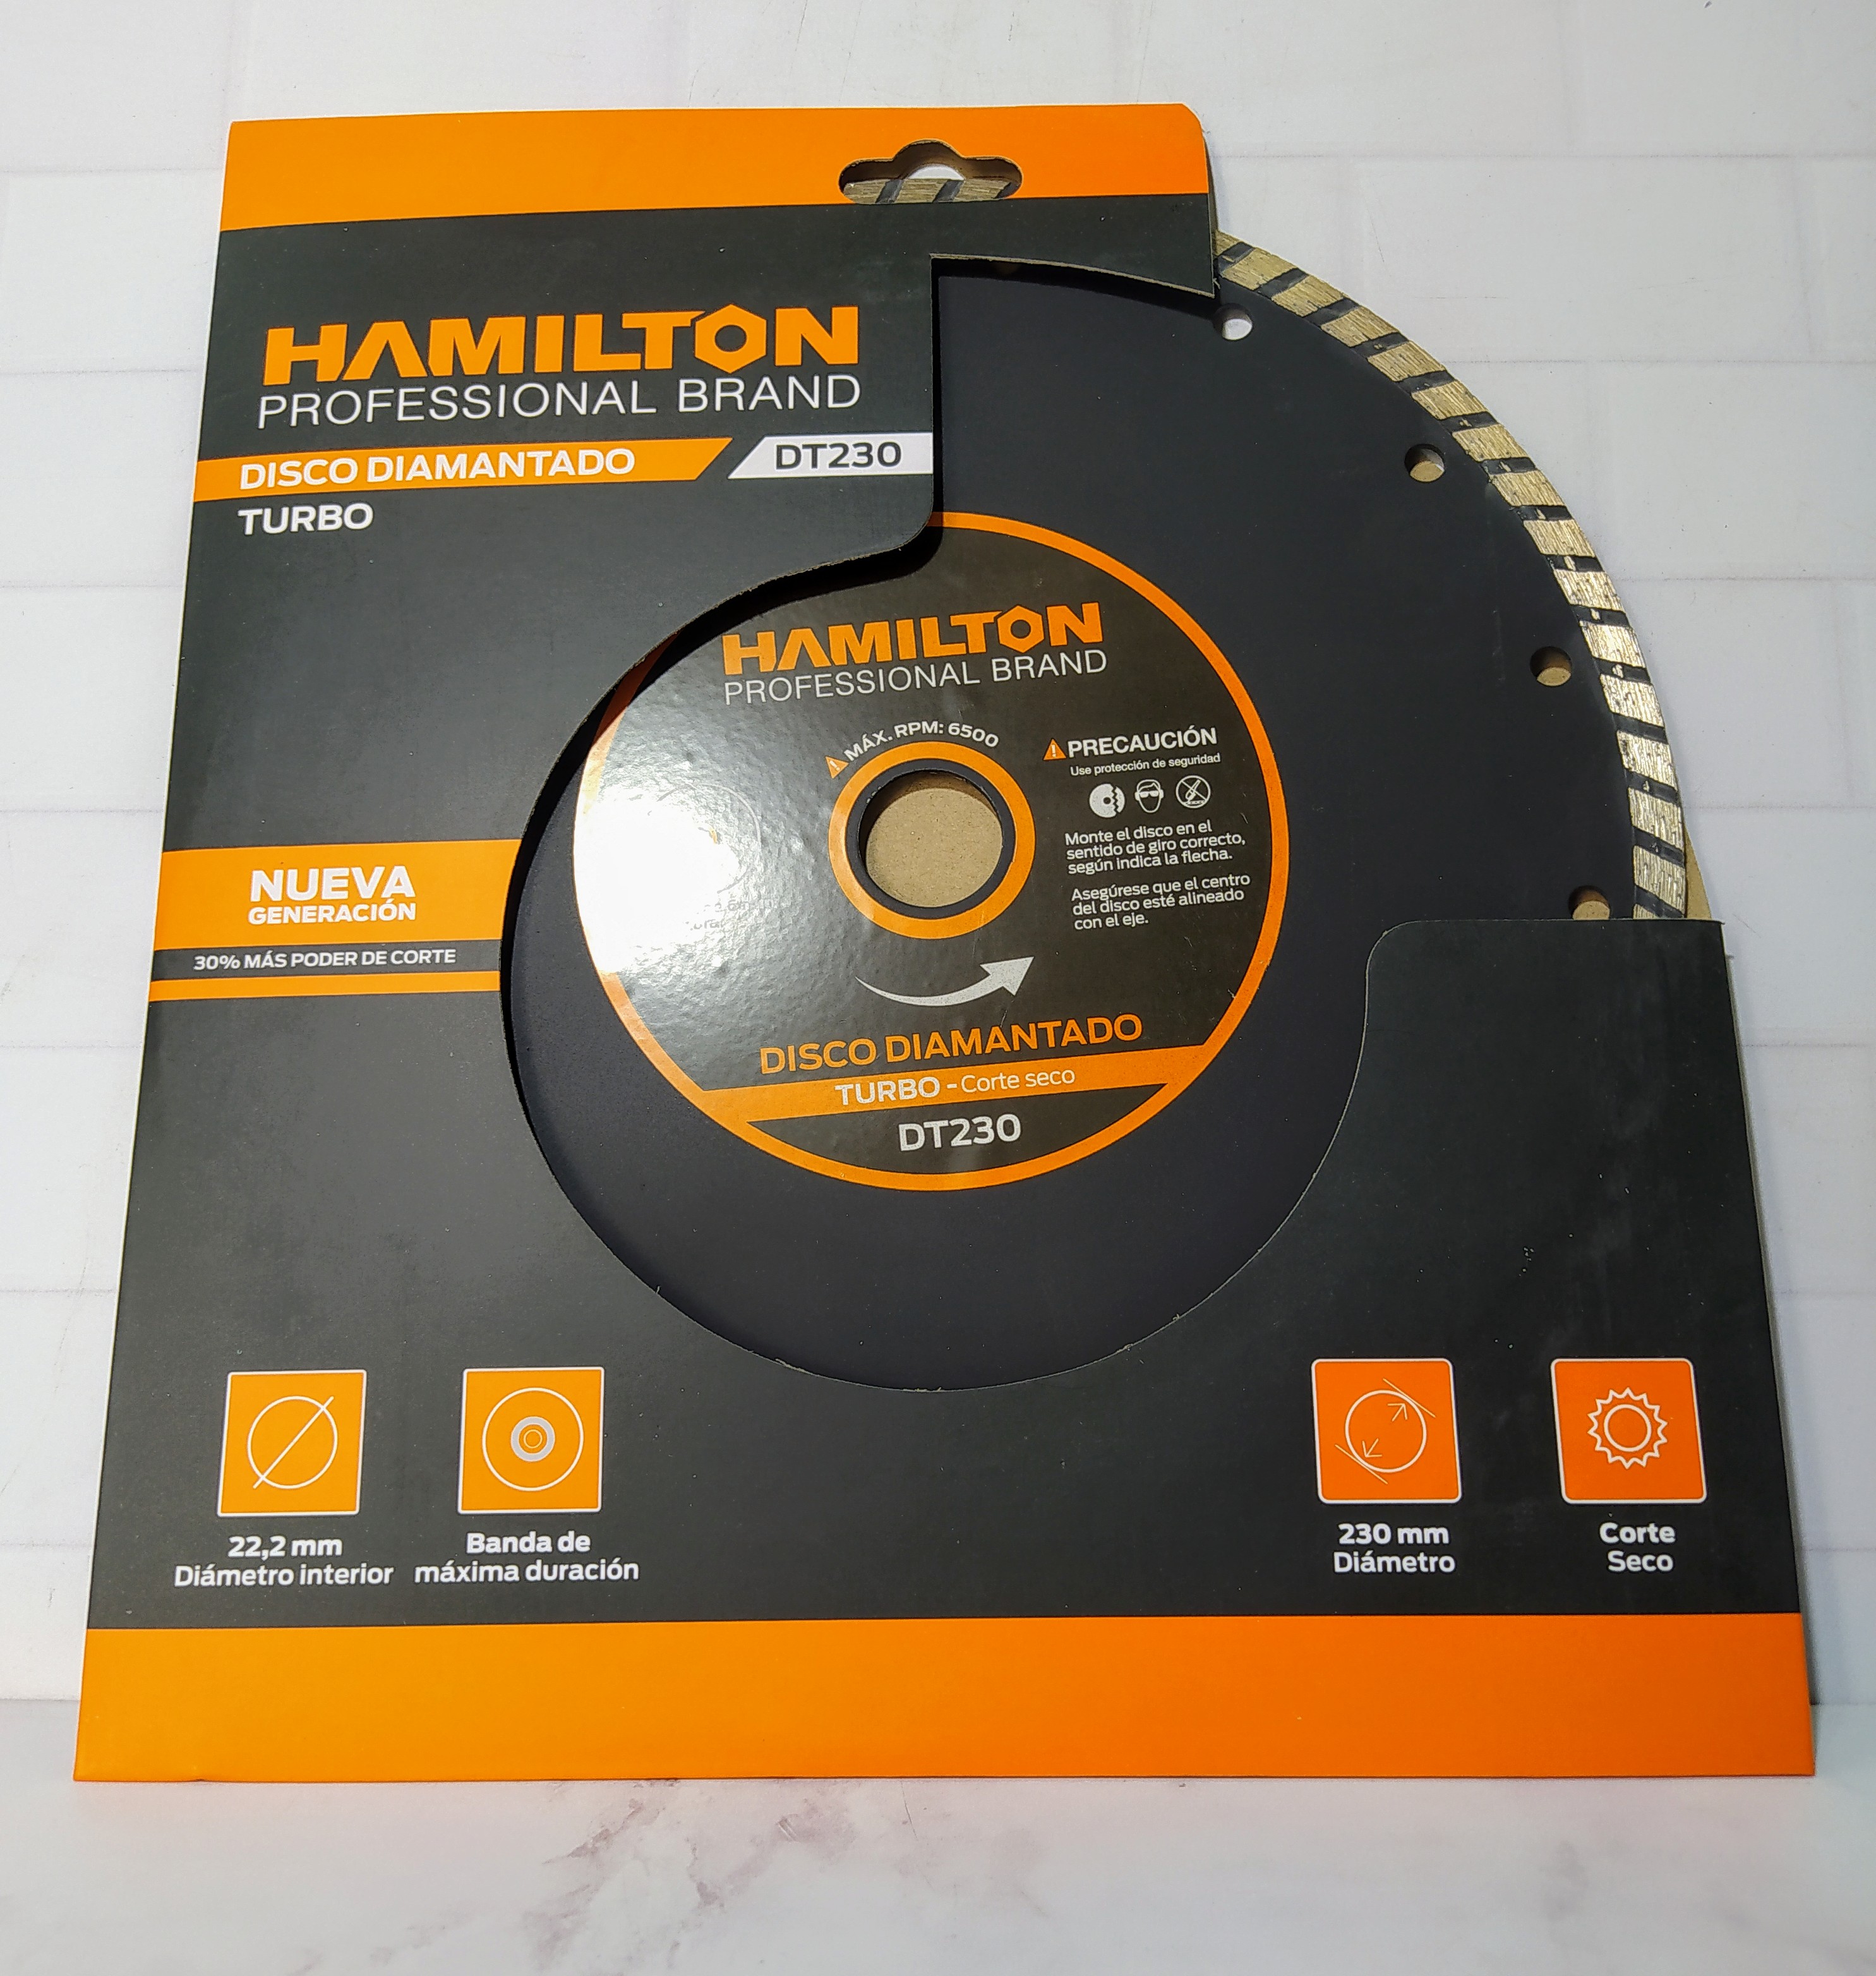 HAMILTON
PROFESSIONAL BRAND
DISCO DIAMANTADO
DT230
TURBO
HAMILTON
PROFESSIONAL BRAND
MÁX. RPM: 6500
PRECAUCIÓN
Use protección de seguridad
Monte el disco en el
sentido de giro correcto,
según indica la flecha.
Asegúrese que el centro
del disco esté alineado
con el eje.
DISCO DIAMANTADO
TURBO - Corte seco
DT230
NUEVA
GENERACIÓN
30% MÁS PODER DE CORTE
22,2 mm
Diámetro interior
Banda de
máxima duración
230 mm
Diámetro
Corte
Seco